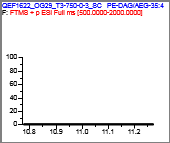 QEF1622_OG29_T3-750-0-3_SC PE-DAG/AEG-35:4
F: FTMS + p ESI Full ms [500.0000-2000.0000]
100
80
60
40
20
0
10.8 10.9 11.0 11.1 11.2